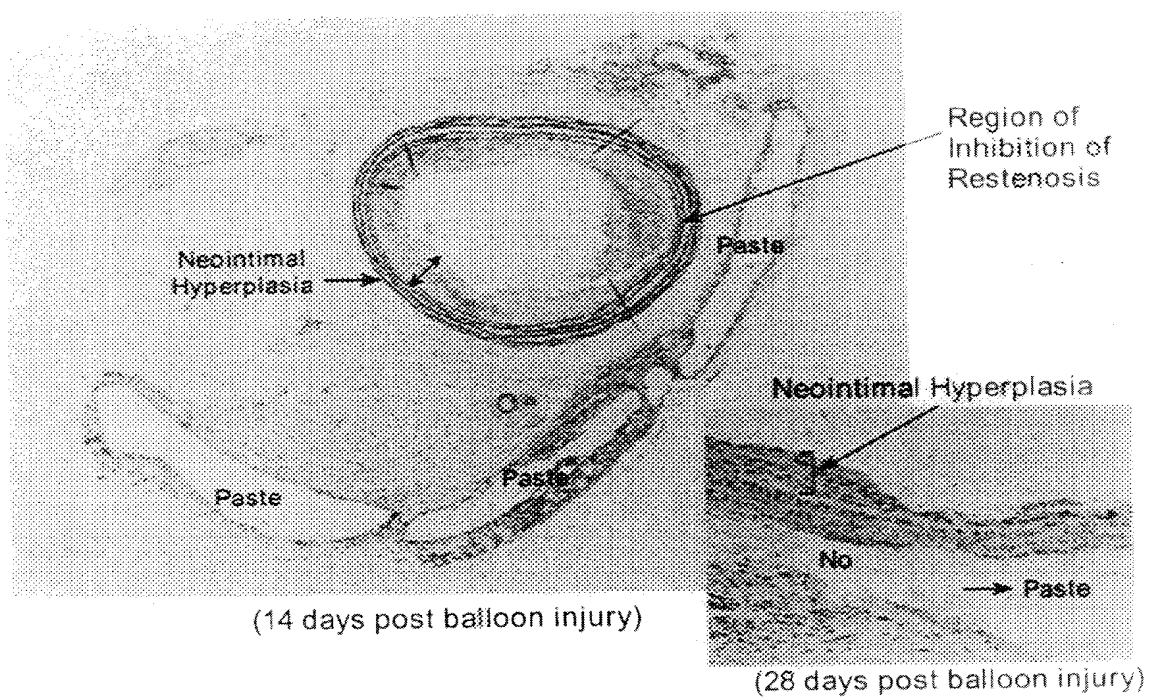 Region of
Inhibition of
Restenosis
Paste
Neointimal
Hyperplasia
Neointimal Hyperplasia
Paste
Paste
No
Paste
(14 days post balloon injury)
(28 days post balloon injury)